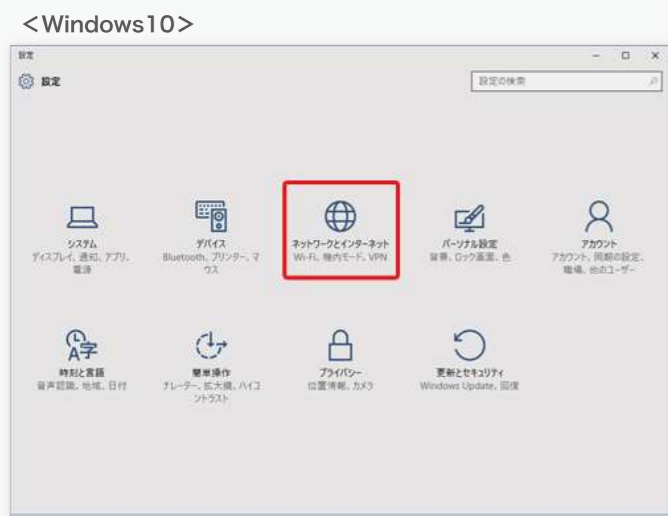 <Windows10>
設定
設定
設定の検索
システム
ディスプレイ、通知、アプリ、
電源
デバイス
Bluetooth、プリンター、マ
ウス
ネットワークとインターネット
Wi-Fi、機内モード、VPN
パーソナル設定
背景、ロック画面、色
アカウント
アカウント、同期の設定、
職場、他のユーザー
時刻と言語
音声認識、地域、日付
簡単操作
ナレーター、拡大鏡、ハイコ
ントラスト
プライバシー
位置情報、カメラ
更新とセキュリティ
Windows Update、回復